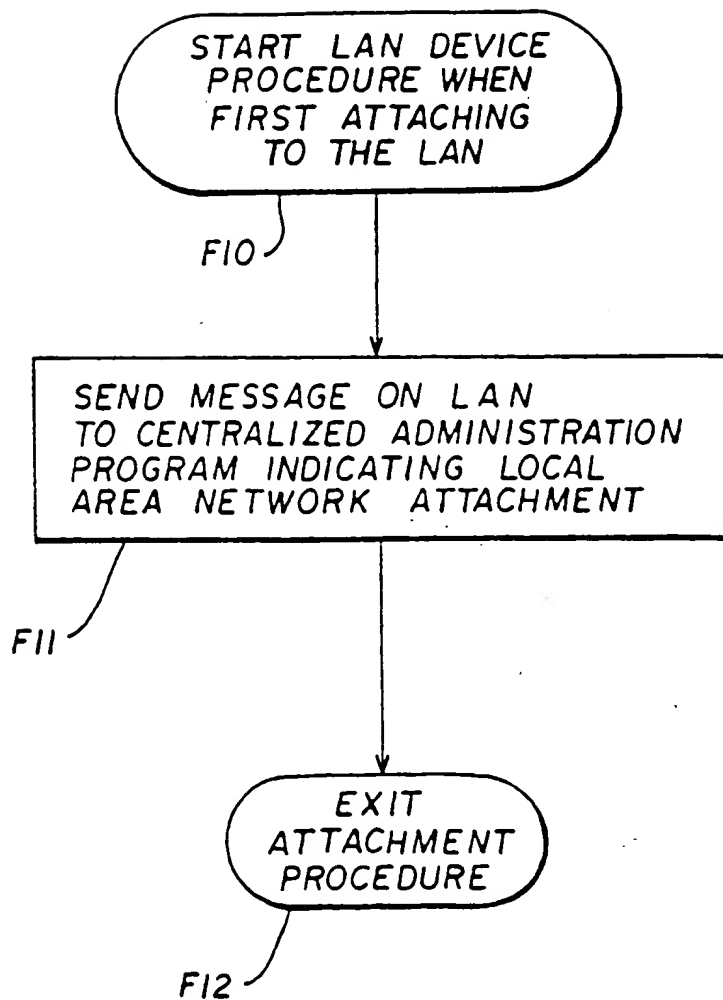 START LAN DEVICE
PROCEDURE WHEN
FIRST ATTACHING
TO THE LAN
F10
SEND MESSAGE ON LAN
TO CENTRALIZED ADMINISTRATION
PROGRAM INDICATING LOCAL
AREA NETWORK ATTACHMENT
F11
EXIT
ATTACHMENT
PROCEDURE
F12